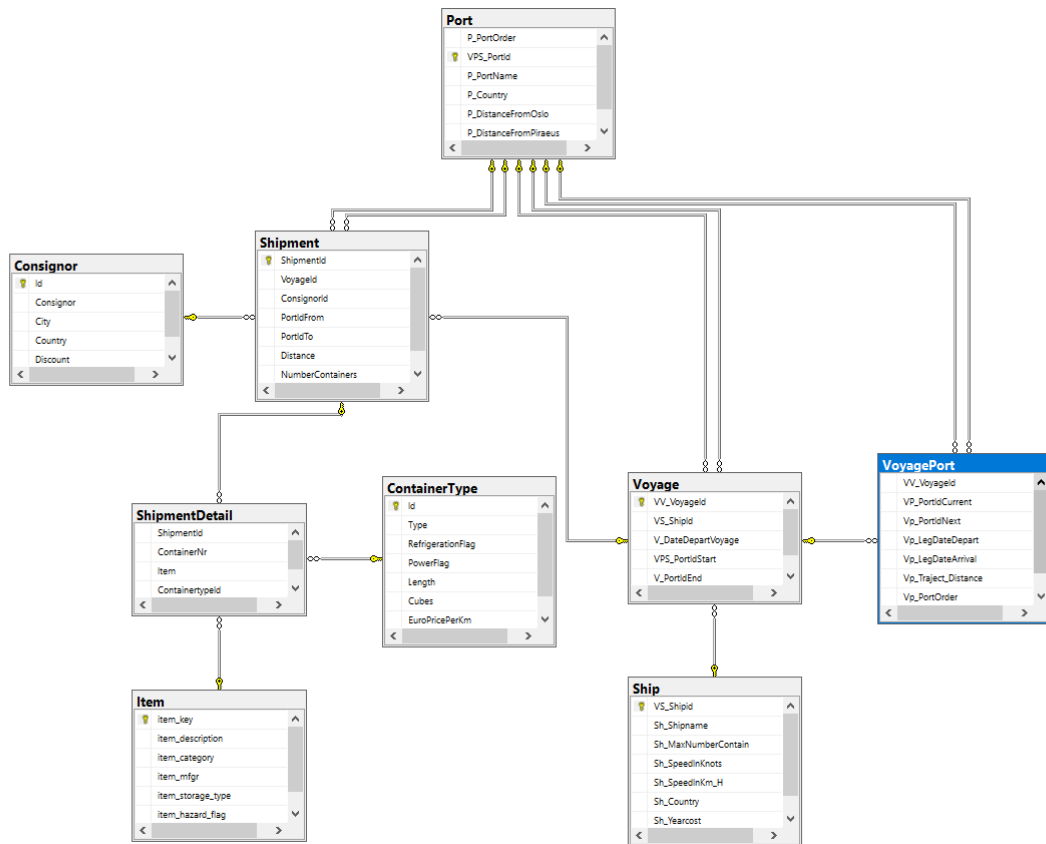 Port
P_PortOrder
VPS_PortId
P_PortName
P_Country
P_DistanceFromOslo
P_DistanceFromPiraeus
Shipment
ShipmentId
VoyageId
ConsignorId
PortIdFrom
PortIdTo
Distance
NumberContainers
Consignor
Id
Consignor
City
Country
Discount
ContainerType
Id
Type
RefrigerationFlag
PowerFlag
Length
Cubes
EuroPricePerKm
ShipmentDetail
ShipmentId
ContainerNr
Item
ContainertypeId
Voyage
VV_VoyageId
VS_ShipId
V_DateDepartVoyage
VPS_PortIdStart
V_PortIdEnd
VoyagePort
VV_VoyageId
VP_PortIdCurrent
Vp_PortIdNext
Vp_LegDateDepart
Vp_LegDateArrival
Vp_Traject_Distance
Vp_PortOrder
Item
item_key
item_description
item_category
item_mfgr
item_storage_type
item_hazard_flag
Ship
VS_Shipid
Sh_Shipname
Sh_MaxNumberContain
Sh_SpeedInKnots
Sh_SpeedInKm_H
Sh_Country
Sh_Yearcost